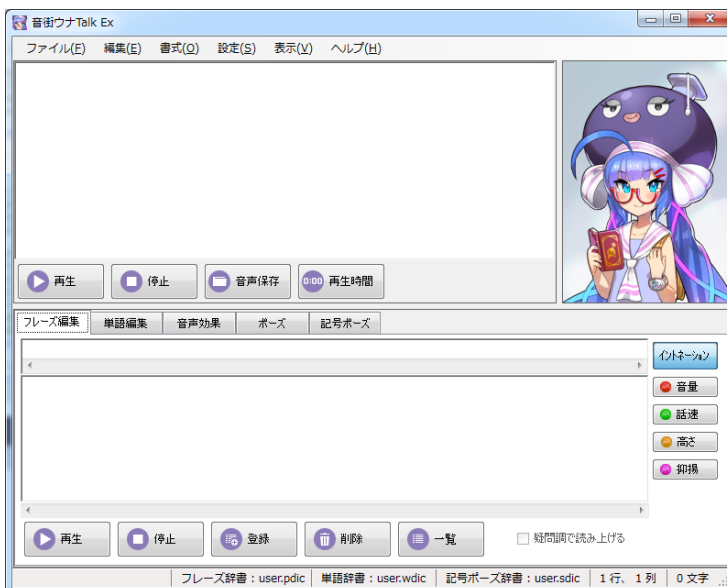 音街ウナTalk Ex
ファイル(F) 編集(E) 書式(O) 設定(S) 表示(V) ヘルプ(H)
再生 停止 音声保存 0:00 再生時間
フレーズ編集 単語編集 音声効果 ポーズ 記号ポーズ
イントネーション
音量
話速
高さ
抑揚
再生 停止 登録 削除 一覧 疑問調で読み上げる
フレーズ辞書：user.pdic 単語辞書：user.wdic 記号ポーズ辞書：user.sdic 1 行、 1 列 0 文字